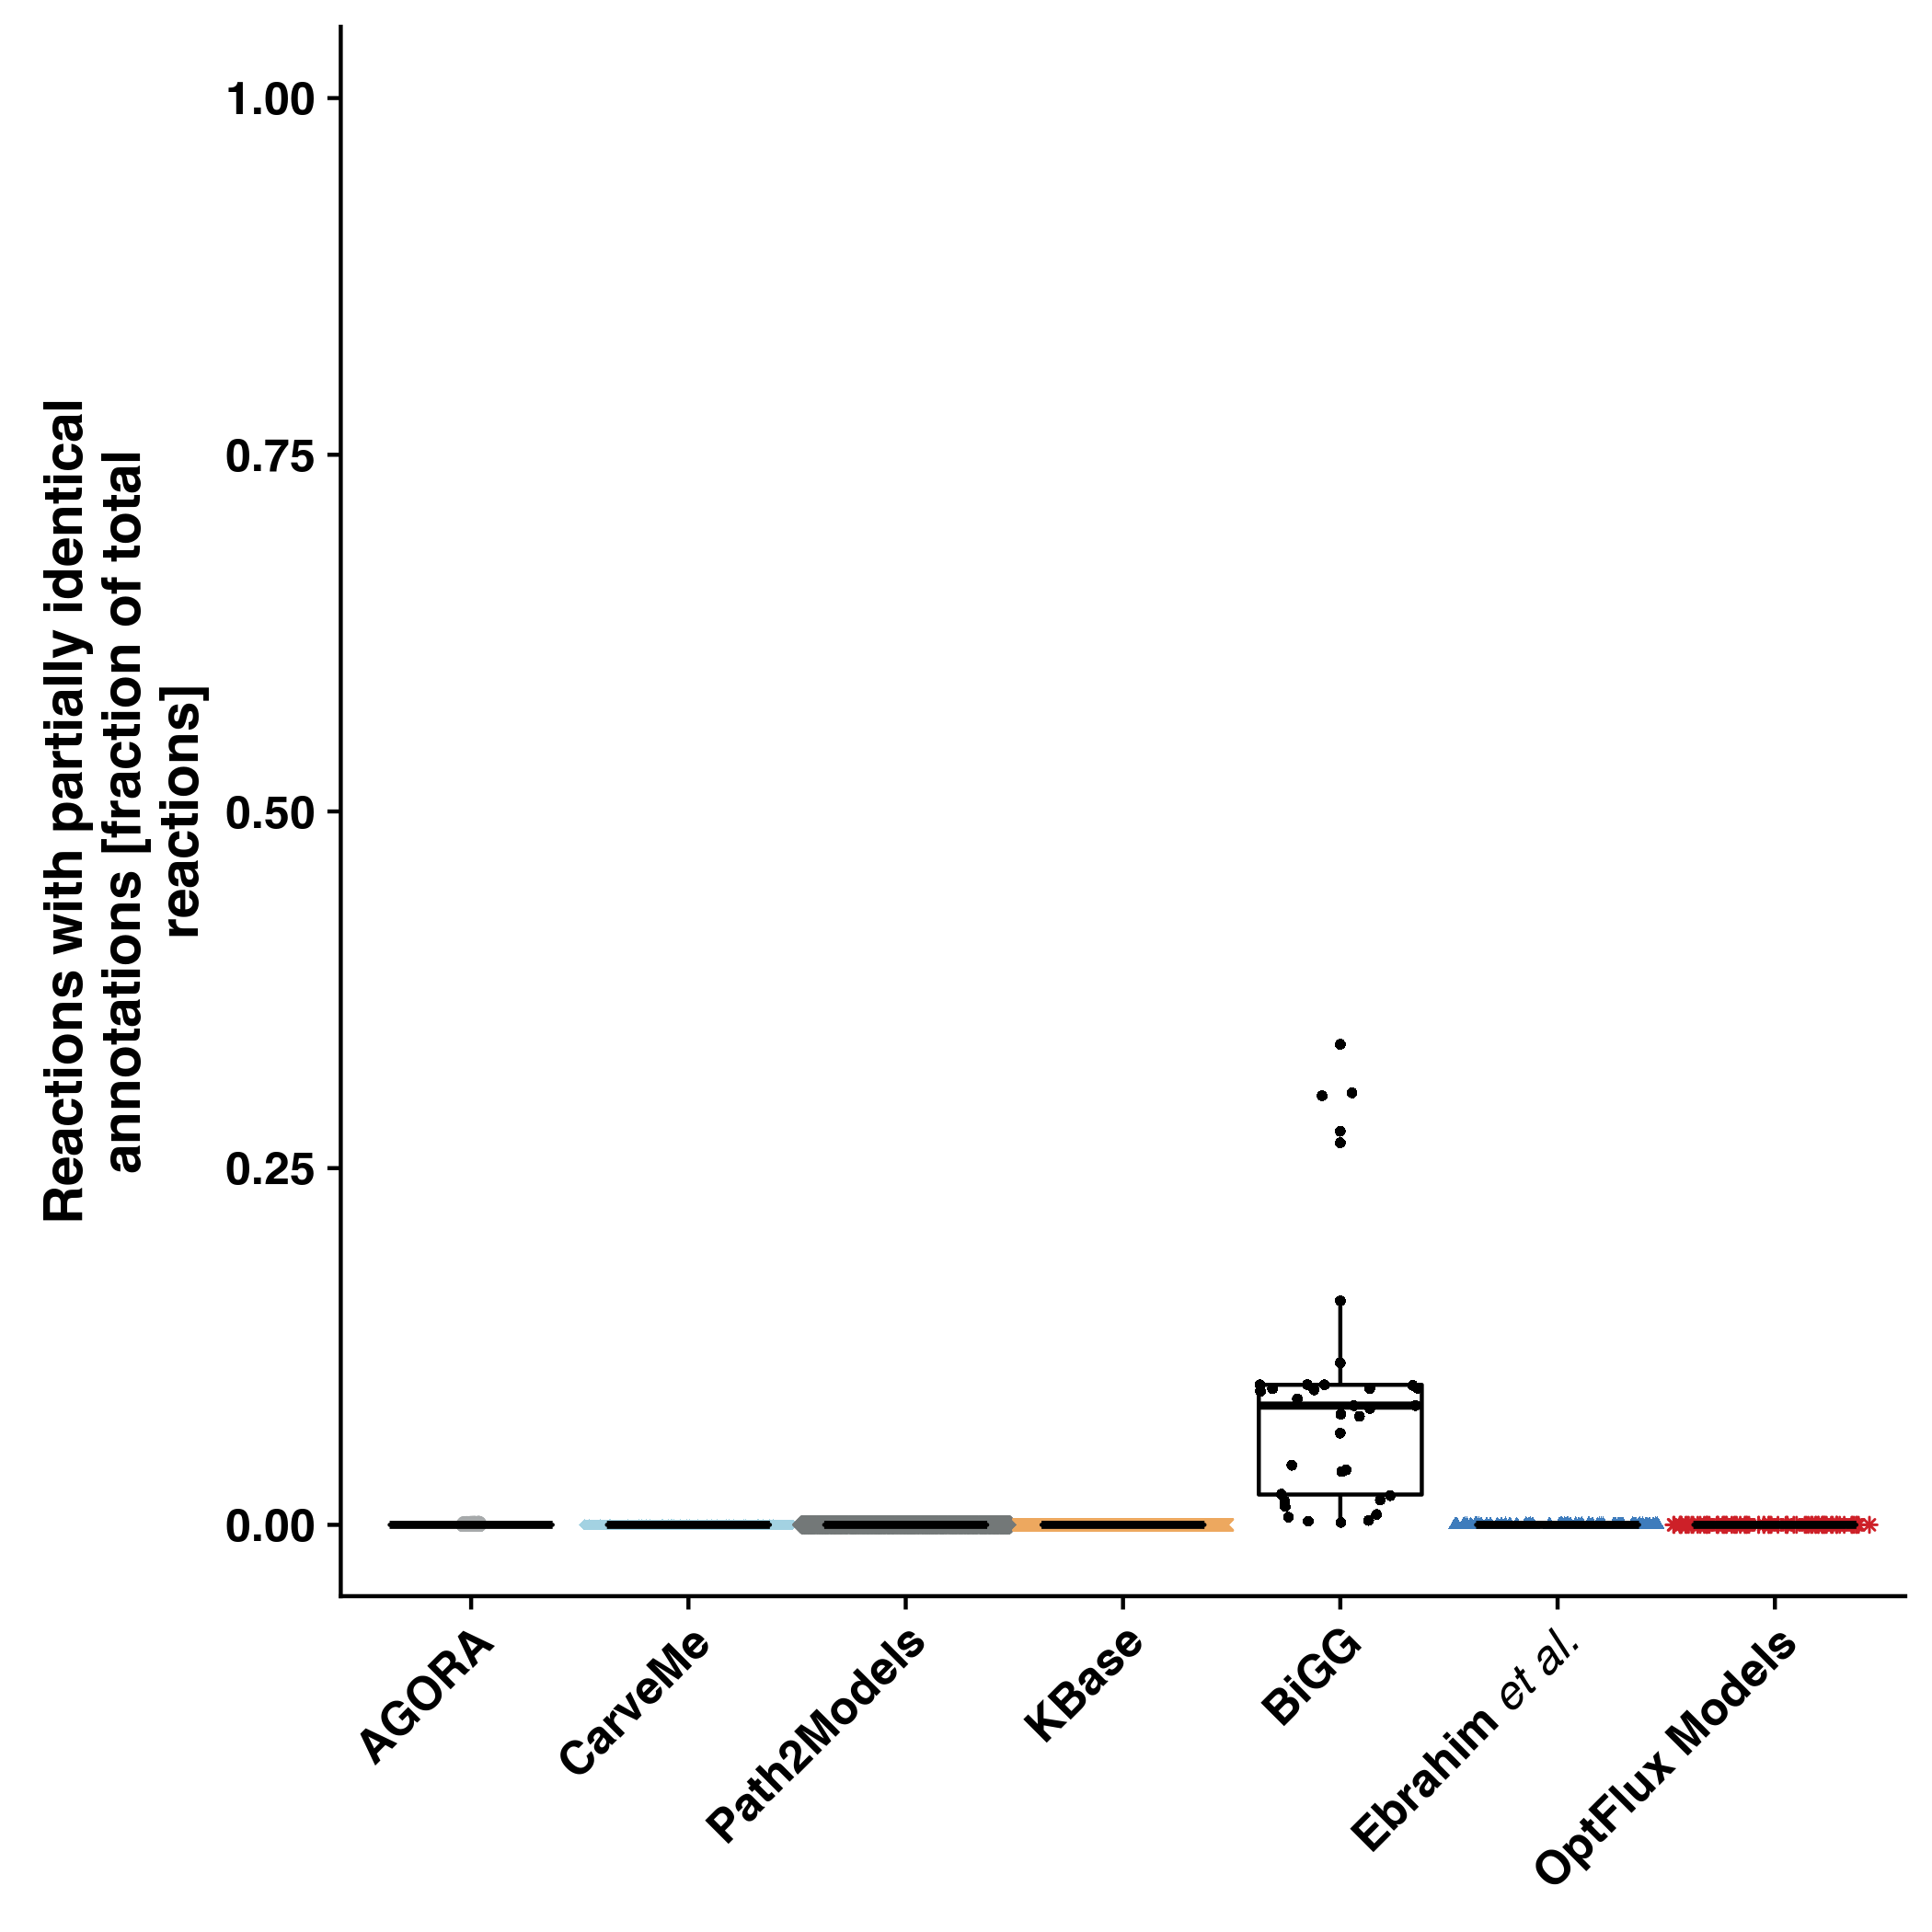 Reactions with partially identical
annotations [fraction of total
reactions]
1.00
0.75
0.50
0.25
0.00
AGORA
CarveMe
Path2Models
KBase
BiGG
Ebrahim et al.
OptFlux Models